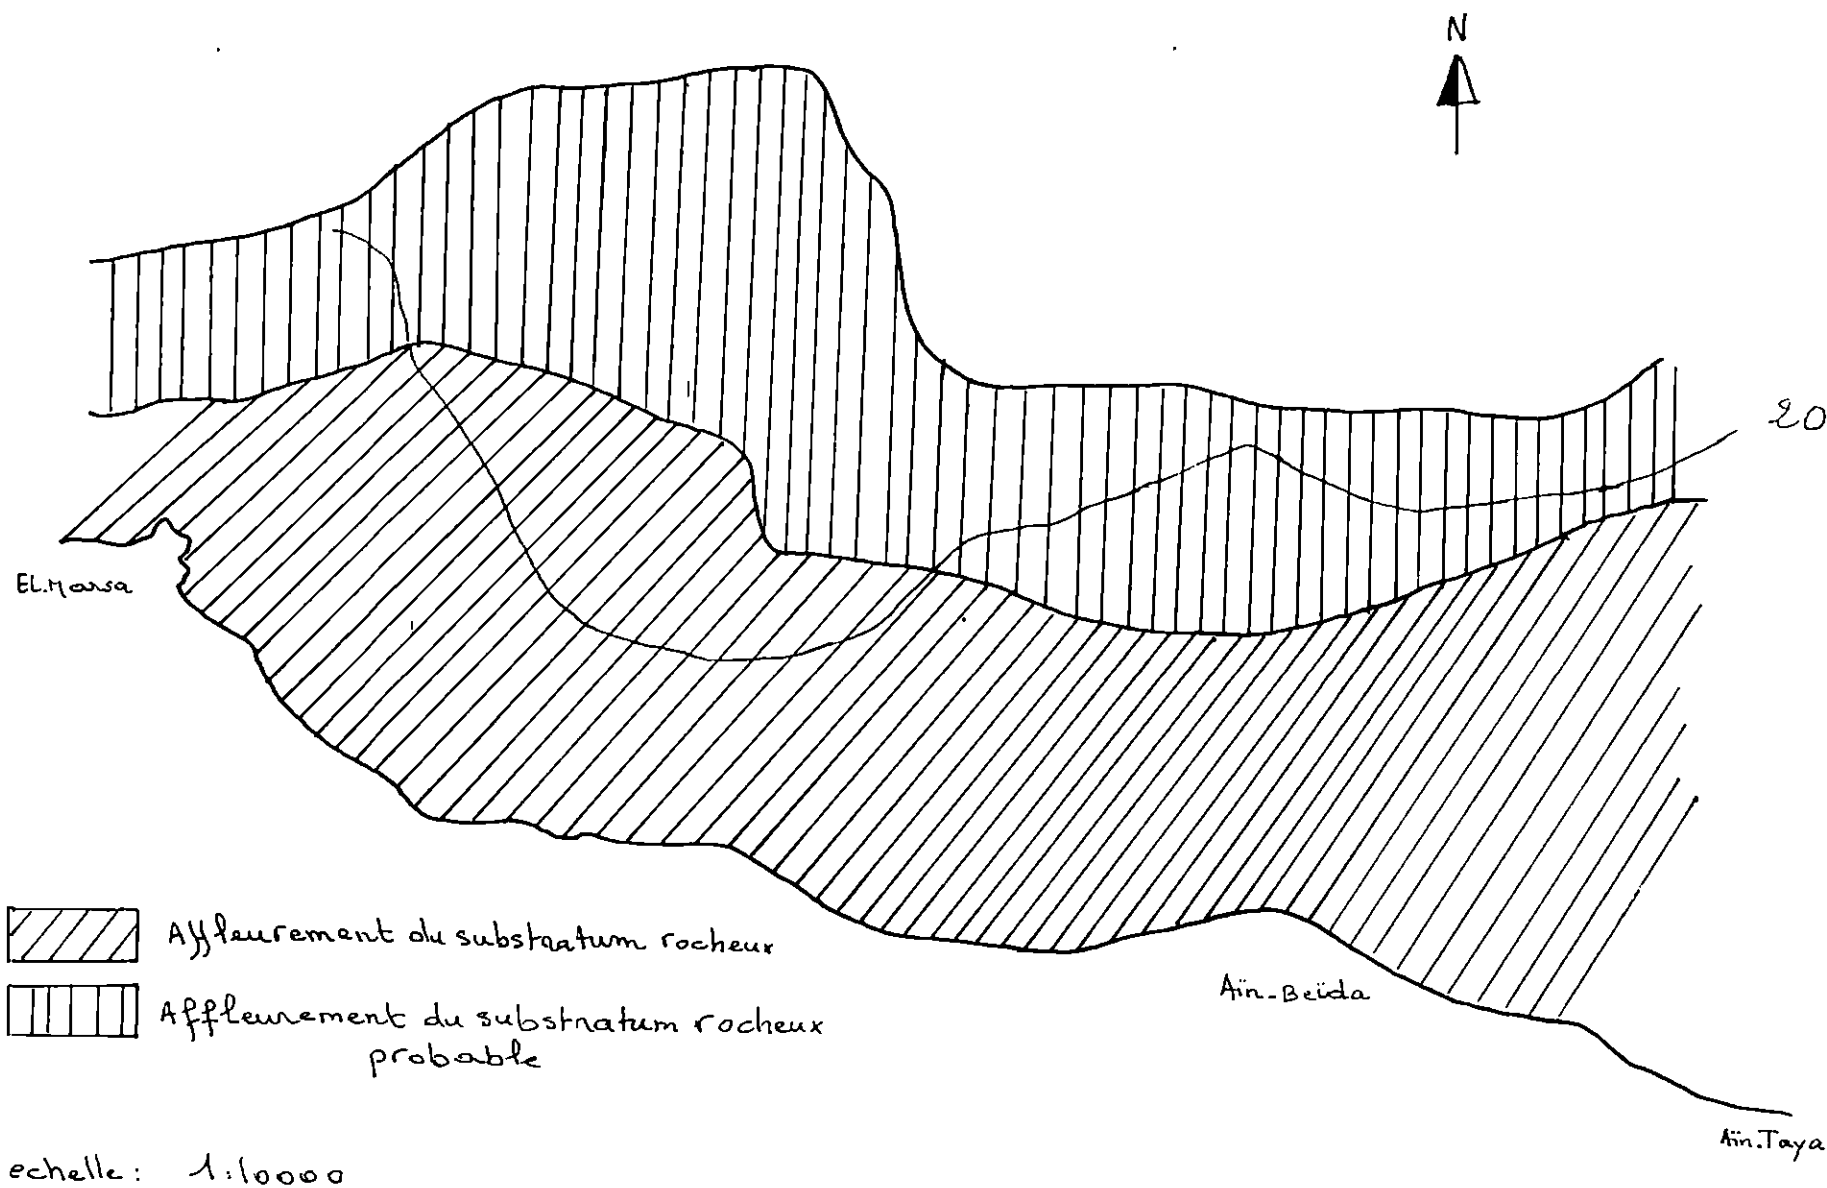 N
20
EL.Marsa
Affleurement du substratum rocheux
Aïn-Beïda
Affleurement du substratum rocheux
probable
Aïn.Taya
echelle: 1:10000